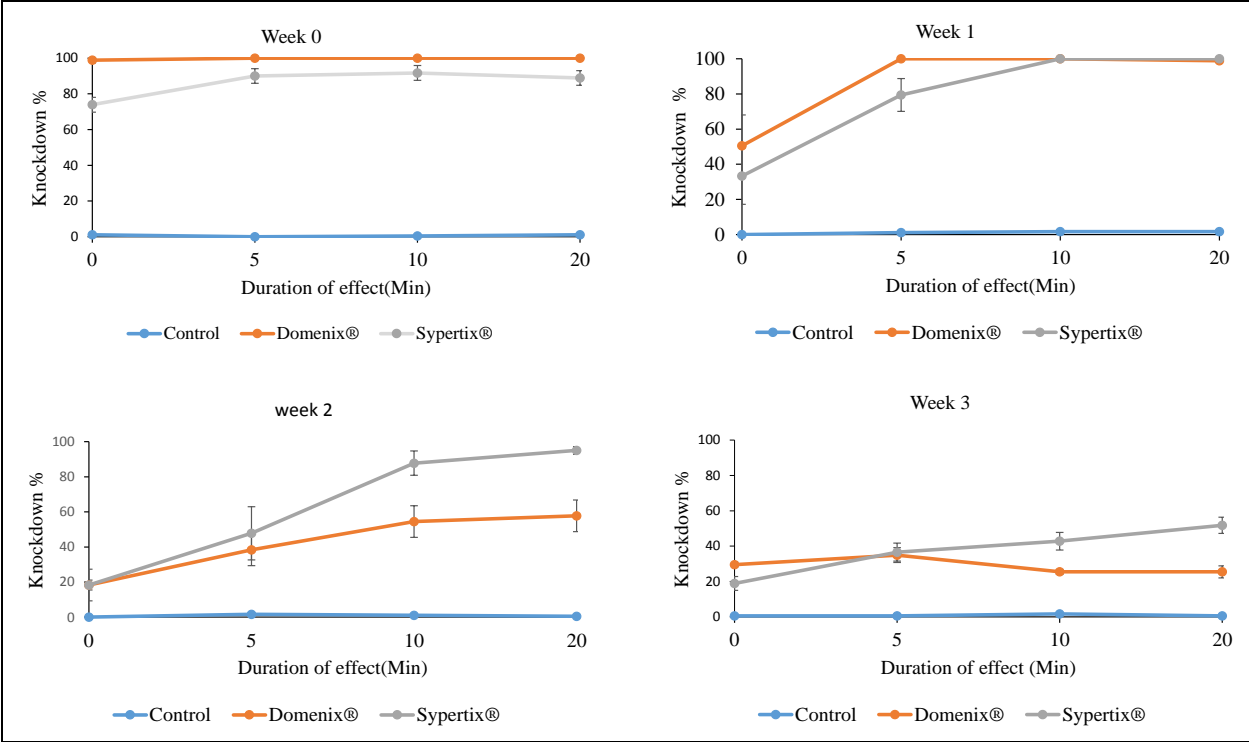 Week 0
Knockdown %
100
80
60
40
20
0
0 5 10 20
Duration of effect(Min)
Control Domenix® Sypertix®
Week 1
Knockdown %
100
80
60
40
20
0
0 5 10 20
Duration of effect(Min)
Control Domenix® Sypertix®
week 2
Knockdown %
100
80
60
40
20
0
0 5 10 20
Duration of effect(Min)
Control Domenix® Sypertix®
Week 3
Knockdown %
100
80
60
40
20
0
0 5 10 20
Duration of effect (Min)
Control Domenix® Sypertix®